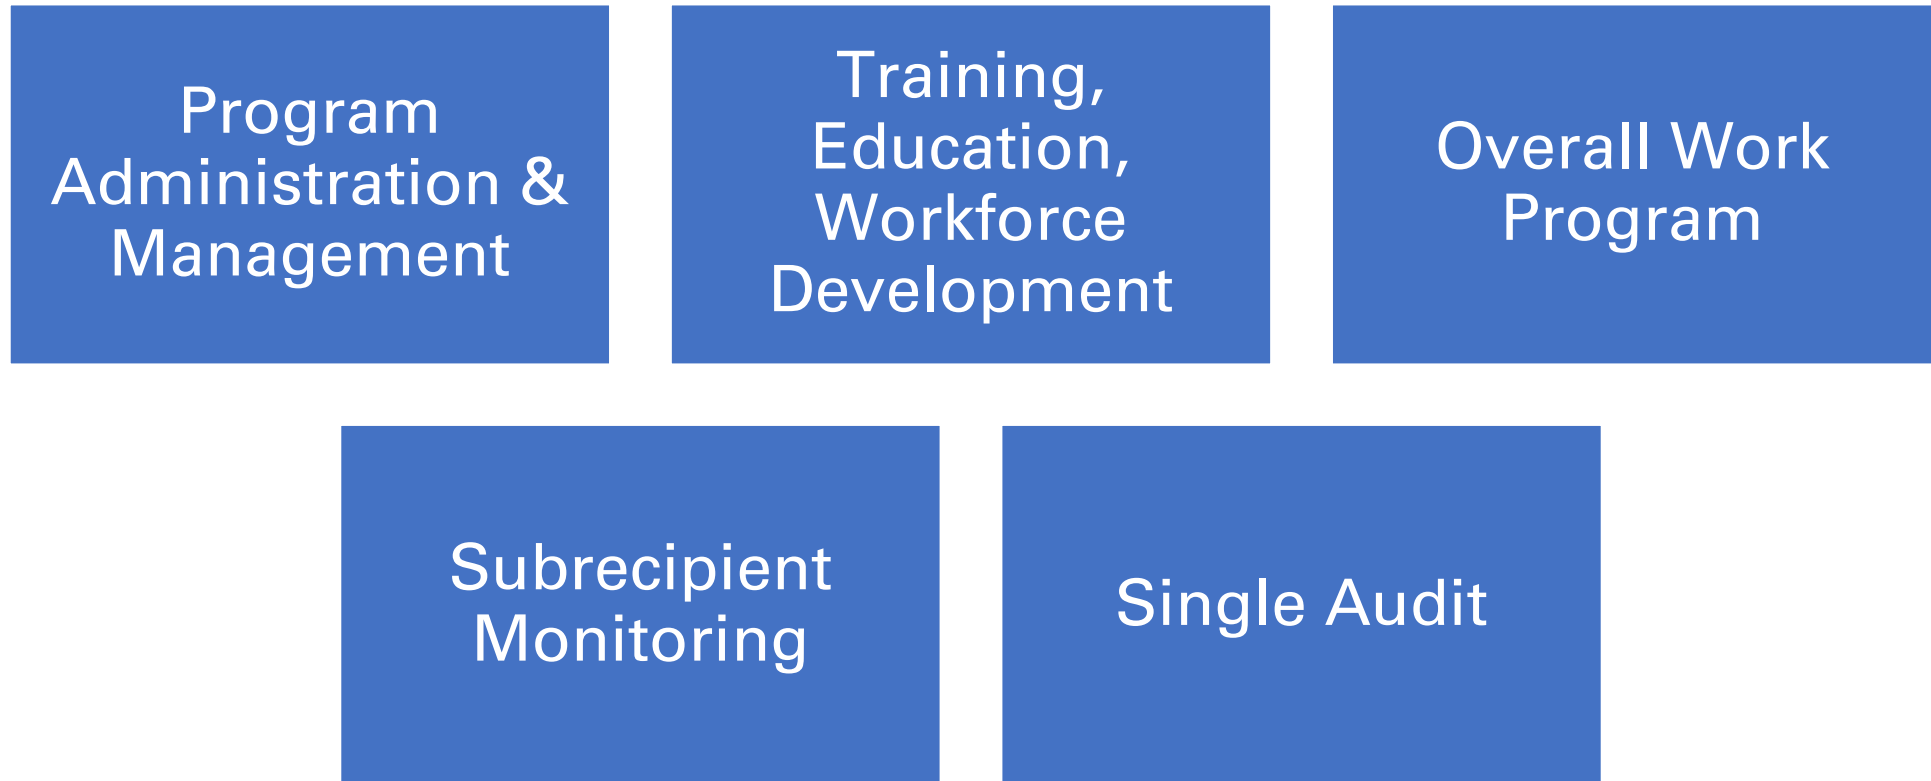 Program
Administration &
Management
Training,
Education,
Workforce
Development
Overall Work
Program
Subrecipient
Monitoring
Single Audit